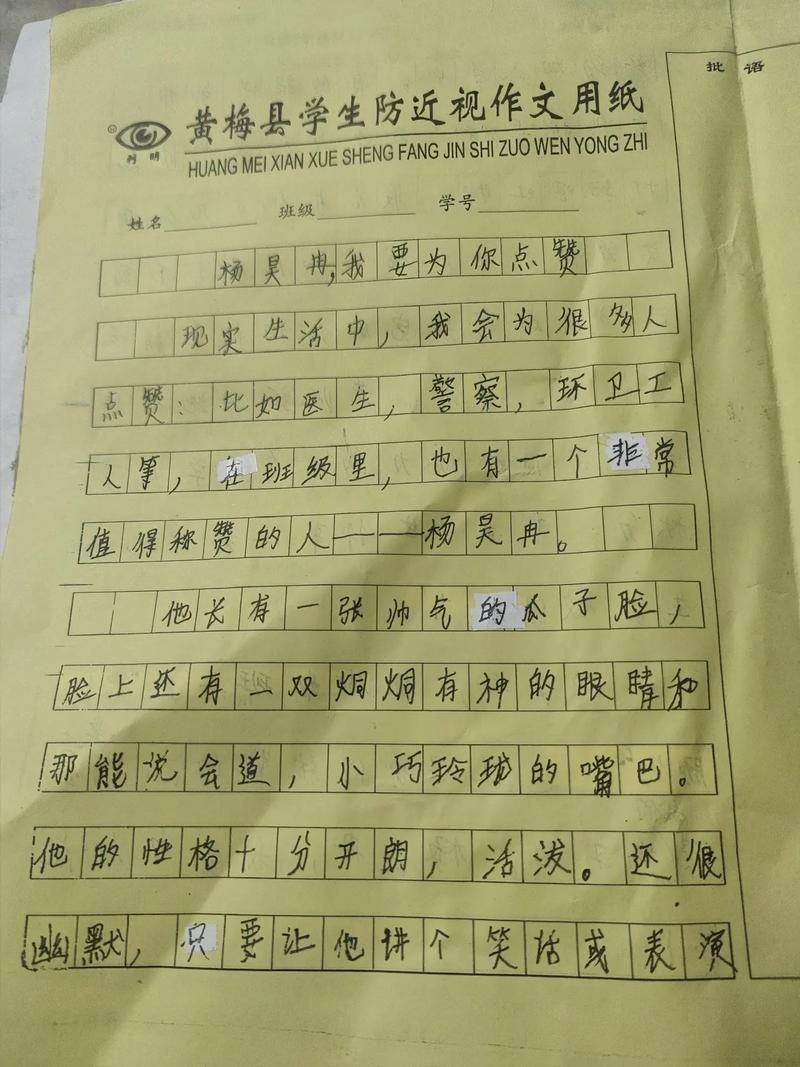 批语
黄梅县学生防近视作文用纸
利明
HUANG MEI XIAN XUE SHENG FANG JIN SHI ZUO WEN YONG ZHI
姓名 班级 学号
杨昊冉,我要为你点赞
现实生活中，我会为很多人
点赞：比如医生，警察，环卫工
人等，在班级里，也有一个非常
值得称赞的人——杨昊冉。
他长有一张帅气的瓜子脸，
脸上还有一双炯炯有神的眼睛和
那能说会道，小巧玲珑的嘴巴。
他的性格十分开朗，活泼。还很
幽默，只要让他讲个笑话或表演